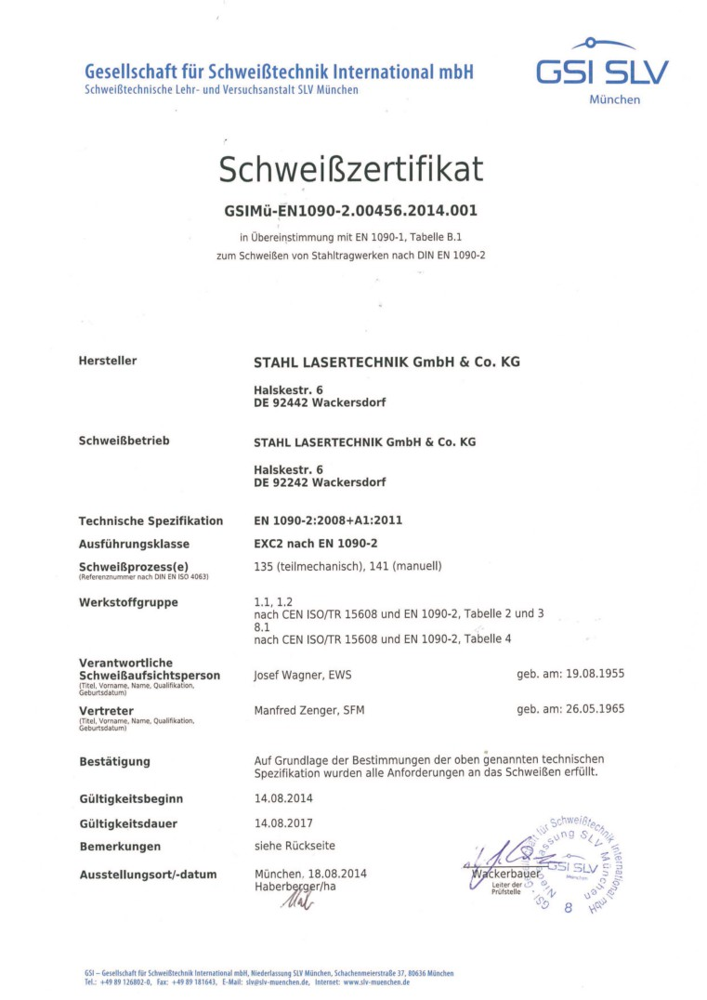 Gesellschaft für Schweißtechnik International mbH
Schweißtechnische Lehr- und Versuchsanstalt SLV München
GSI SLV
München
Schweißzertifikat
GSIMü-EN1090-2.00456.2014.001
in Übereinstimmung mit EN 1090-1, Tabelle B.1
zum Schweißen von Stahltragwerken nach DIN EN 1090-2
Hersteller STAHL LASERTECHNIK GmbH & Co. KG
Halskestr. 6
DE 92442 Wackersdorf
Schweißbetrieb STAHL LASERTECHNIK GmbH & Co. KG
Halskestr. 6
DE 92242 Wackersdorf
Technische Spezifikation EN 1090-2:2008+A1:2011
Ausführungsklasse EXC2 nach EN 1090-2
Schweißprozess(e) 135 (teilmechanisch), 141 (manuell)
(Referenznummer nach DIN EN ISO 4063)
Werkstoffgruppe 1.1, 1.2
nach CEN ISO/TR 15608 und EN 1090-2, Tabelle 2 und 3
8.1
nach CEN ISO/TR 15608 und EN 1090-2, Tabelle 4
Verantwortliche
Schweißaufsichtsperson Josef Wagner, EWS geb. am: 19.08.1955
(Titel, Vorname, Name, Qualifikation,
Geburtsdatum)
Vertreter Manfred Zenger, SFM geb. am: 26.05.1965
(Titel, Vorname, Name, Qualifikation,
Geburtsdatum)
Bestätigung Auf Grundlage der Bestimmungen der oben genannten technischen
Spezifikation wurden alle Anforderungen an das Schweißen erfüllt.
Gültigkeitsbeginn 14.08.2014
Gültigkeitsdauer 14.08.2017
Bemerkungen siehe Rückseite
Ausstellungsort/-datum München, 18.08.2014
Haberberger/ha
Wackerbauer
Leiter der
Prüfstelle
GSI - Gesellschaft für Schweißtechnik International mbH
Niederlassung SLV München
GSI SLV
München
8
GSI – Gesellschaft für Schweißtechnik International mbH, Niederlassung SLV München, Schachenmeierstraße 37, 80636 München
Tel.: +49 89 126802-0, Fax: +49 89 181643, E-Mail: slv@slv-muenchen.de, Internet: www.slv-muenchen.de